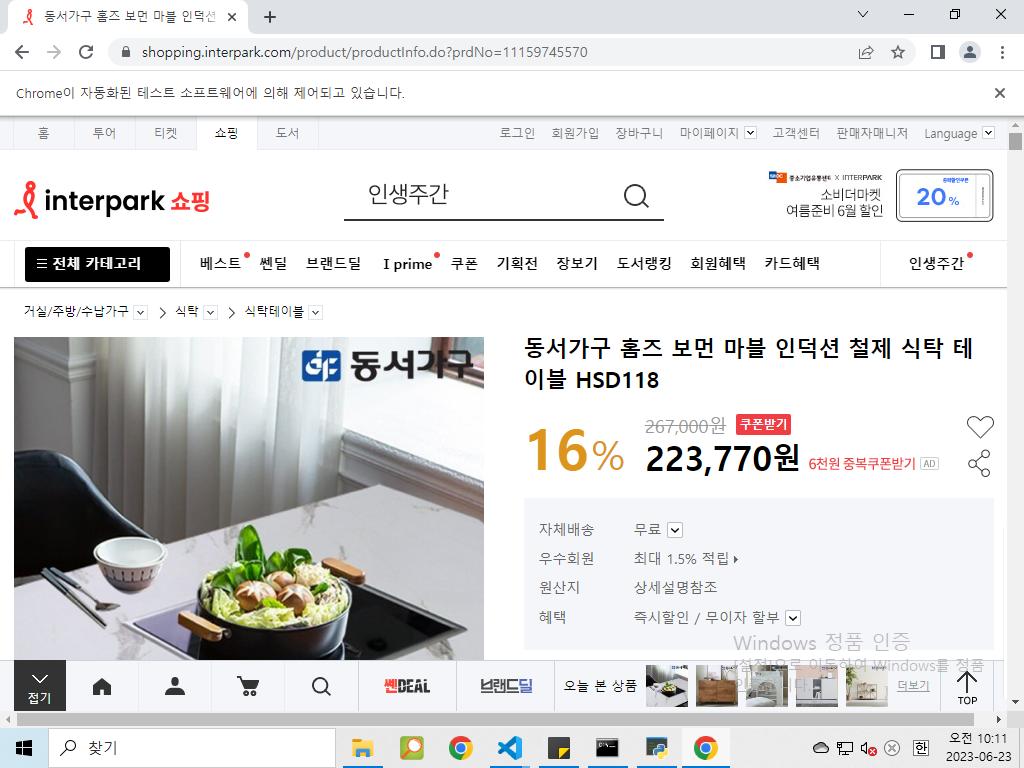 동서가구 홈즈 보먼 마블 인덕션
shopping.interpark.com/product/productInfo.do?prdNo=11159745570
Chrome이 자동화된 테스트 소프트웨어에 의해 제어되고 있습니다.
홈 투어 티켓 쇼핑 도서 로그인 회원가입 장바구니 마이페이지 고객센터 판매자매니저 Language
interpark 쇼핑
인생주간
중소기업유통센터 X INTERPARK
소비더마켓
여름준비 6월 할인
20%
전체 카테고리 베스트 쎈딜 브랜드딜 I prime 쿠폰 기획전 장보기 도서랭킹 회원혜택 카드혜택 인생주간
거실/주방/수납가구 식탁 식탁테이블
동서가구
동서가구 홈즈 보먼 마블 인덕션 철제 식탁 테
이블 HSD118
16%
267,000원 쿠폰받기
223,770원 6천원 중복쿠폰받기 AD
자체배송 무료
우수회원 최대 1.5% 적립
원산지 상세설명참조
혜택 즉시할인 / 무이자 할부
Windows 정품 인증
[설정]으로 이동하여 Windows를 정품
접기
쎈DEAL
브랜드딜
오늘 본 상품
더보기
TOP
찾기
한
오전 10:11
2023-06-23